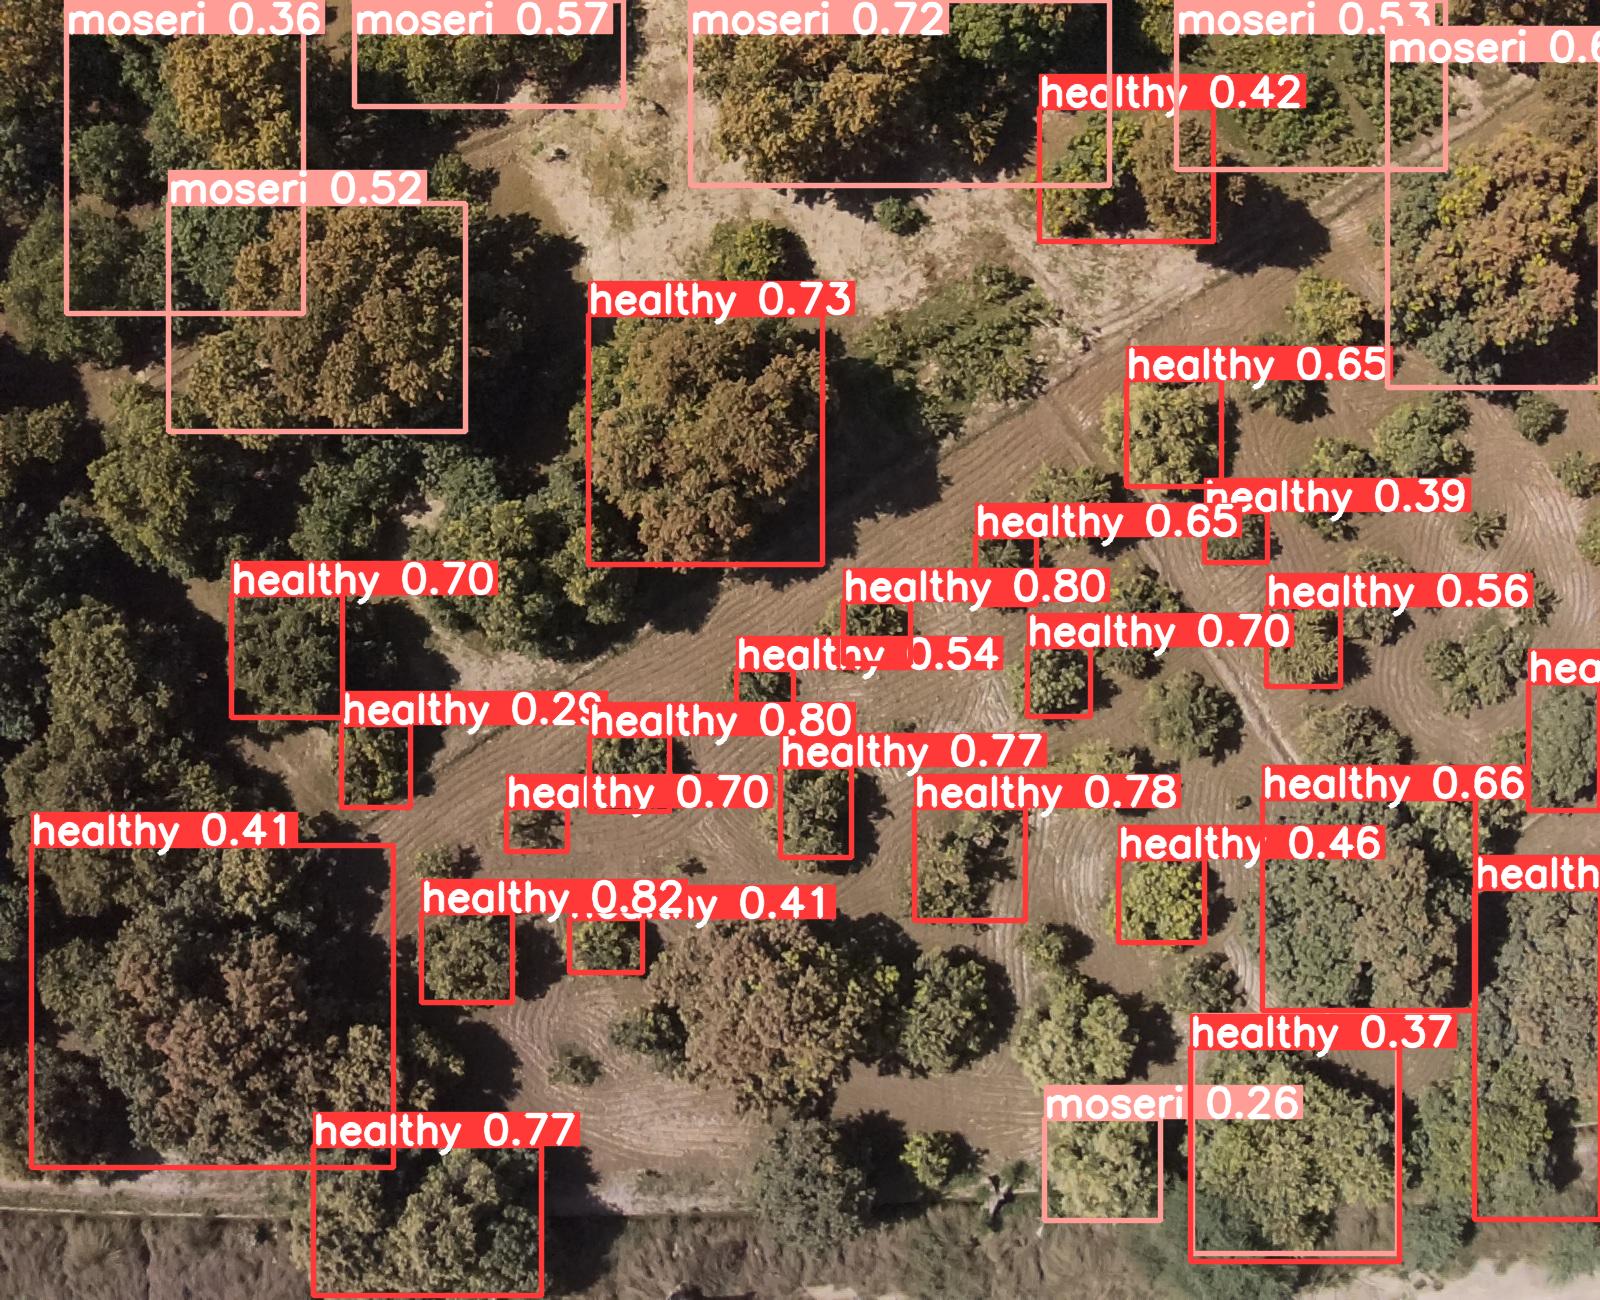 moseri 0.36
moseri 0.57
moseri 0.72
moseri 0.53
moseri 0.6
healthy 0.42
moseri 0.52
healthy 0.73
healthy 0.65
healthy 0.39
healthy 0.65
healthy 0.70
healthy 0.80
healthy 0.56
healthy 0.70
healthy 0.54
hea
healthy 0.29
healthy 0.80
healthy 0.77
healthy 0.70
healthy 0.78
healthy 0.66
healthy 0.41
healthy 0.46
health
healthy 0.82
0.41
healthy 0.37
moseri 0.26
healthy 0.77